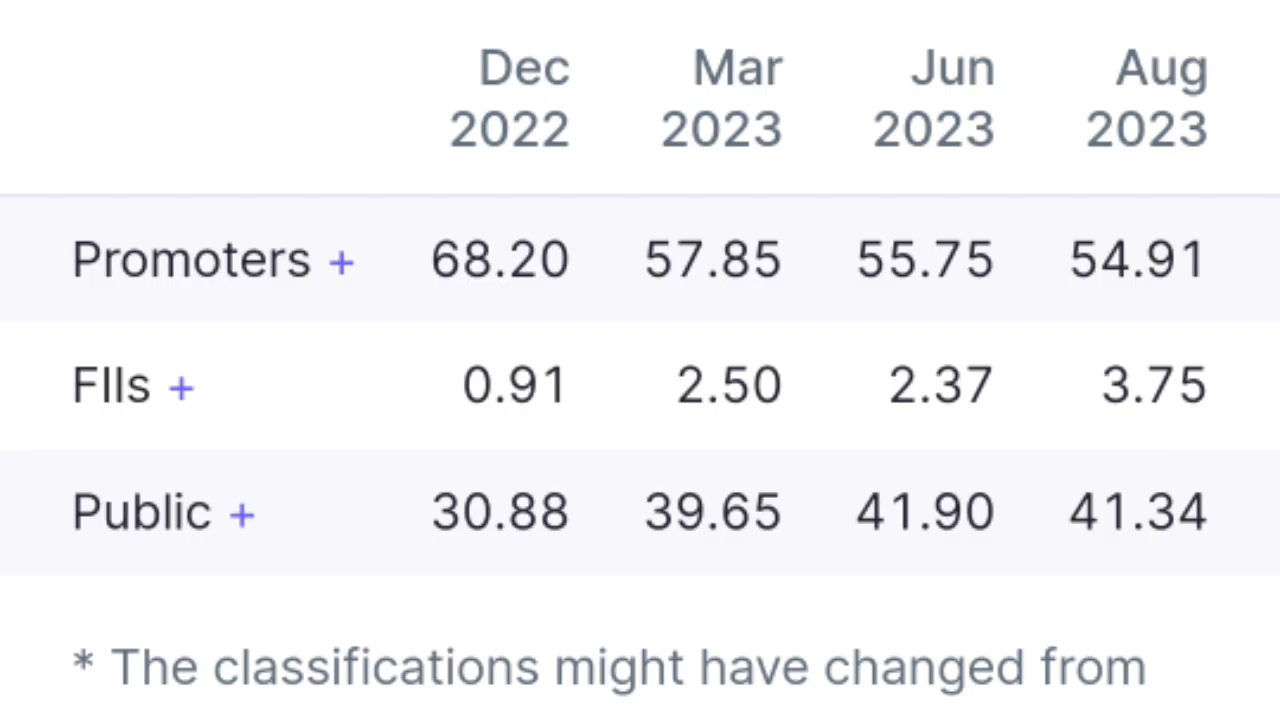 Dec Mar Jun Aug
2022 2023 2023 2023
Promoters + 68.20 57.85 55.75 54.91
FIIs + 0.91 2.50 2.37 3.75
Public + 30.88 39.65 41.90 41.34
* The classifications might have changed from